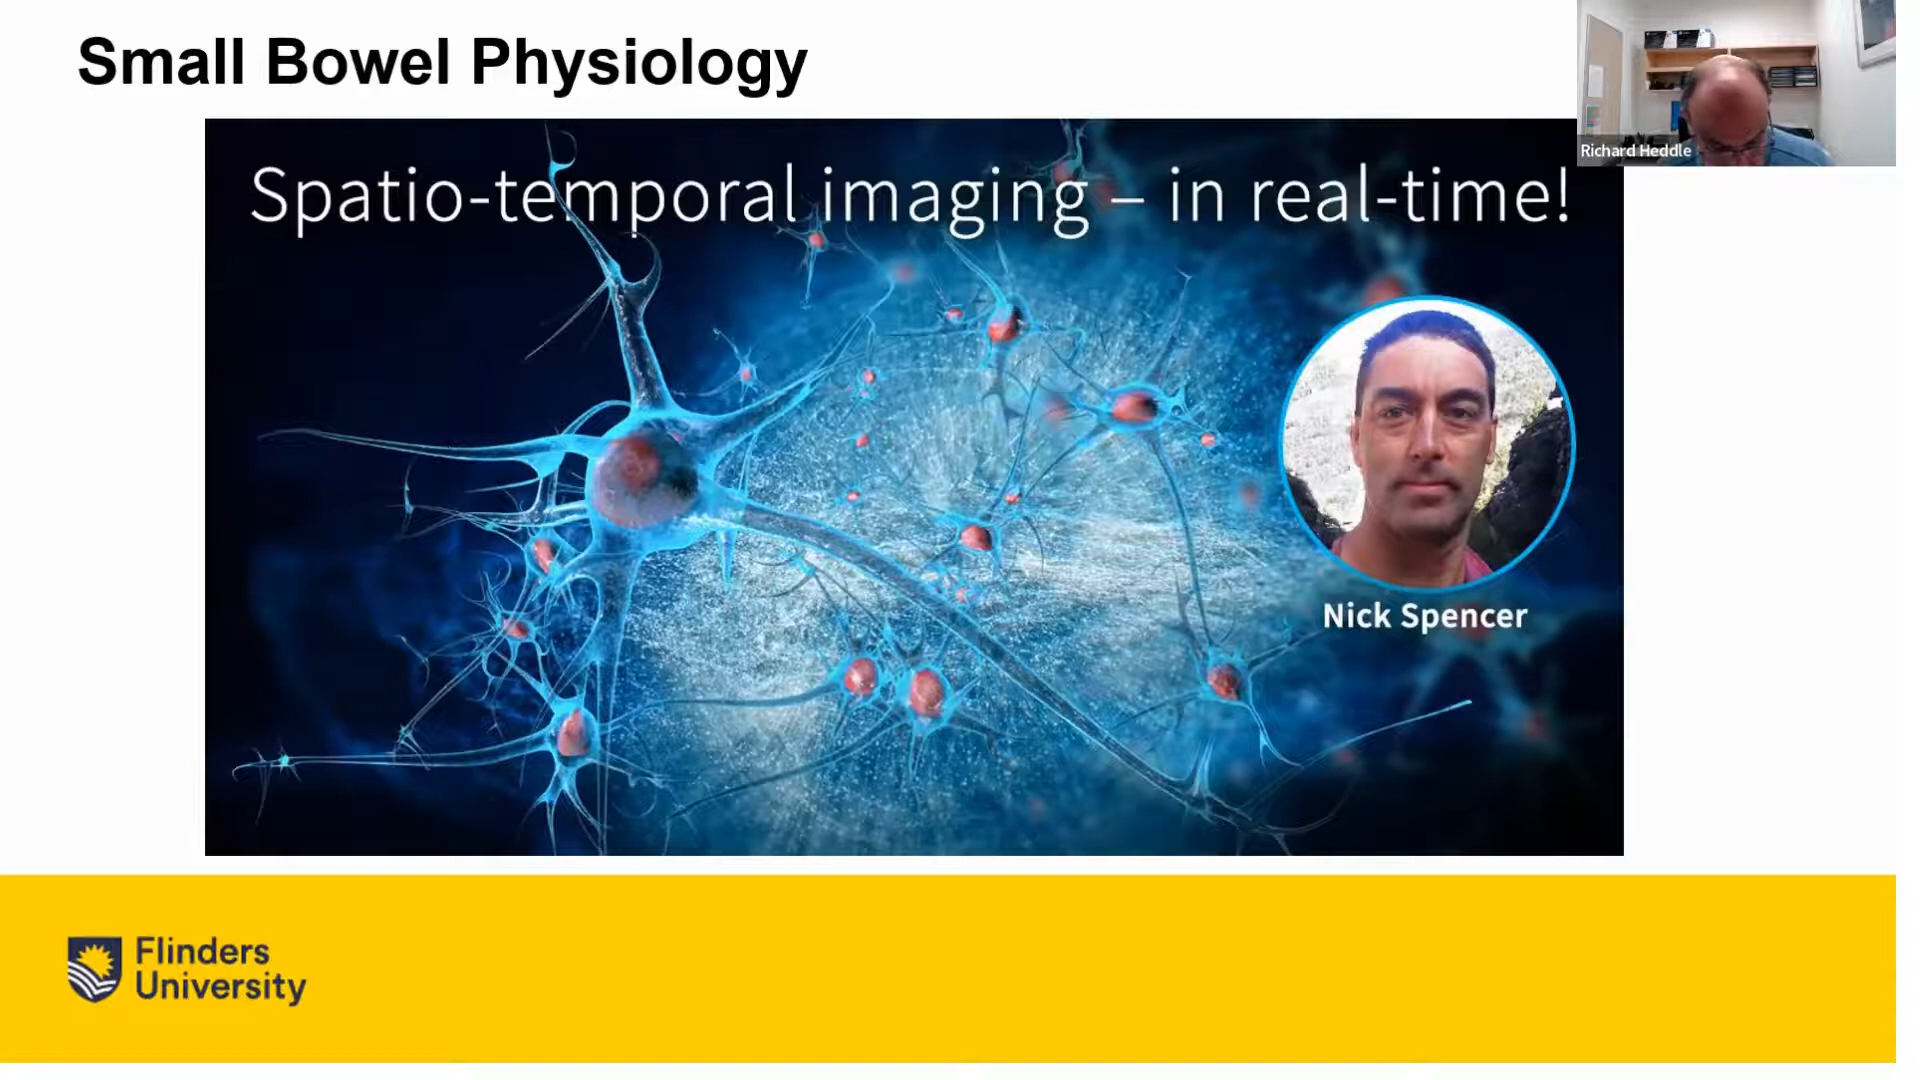 Small Bowel Physiology
Richard Heddle
Spatio-temporal imaging – in real-time!
Nick Spencer
Flinders
University